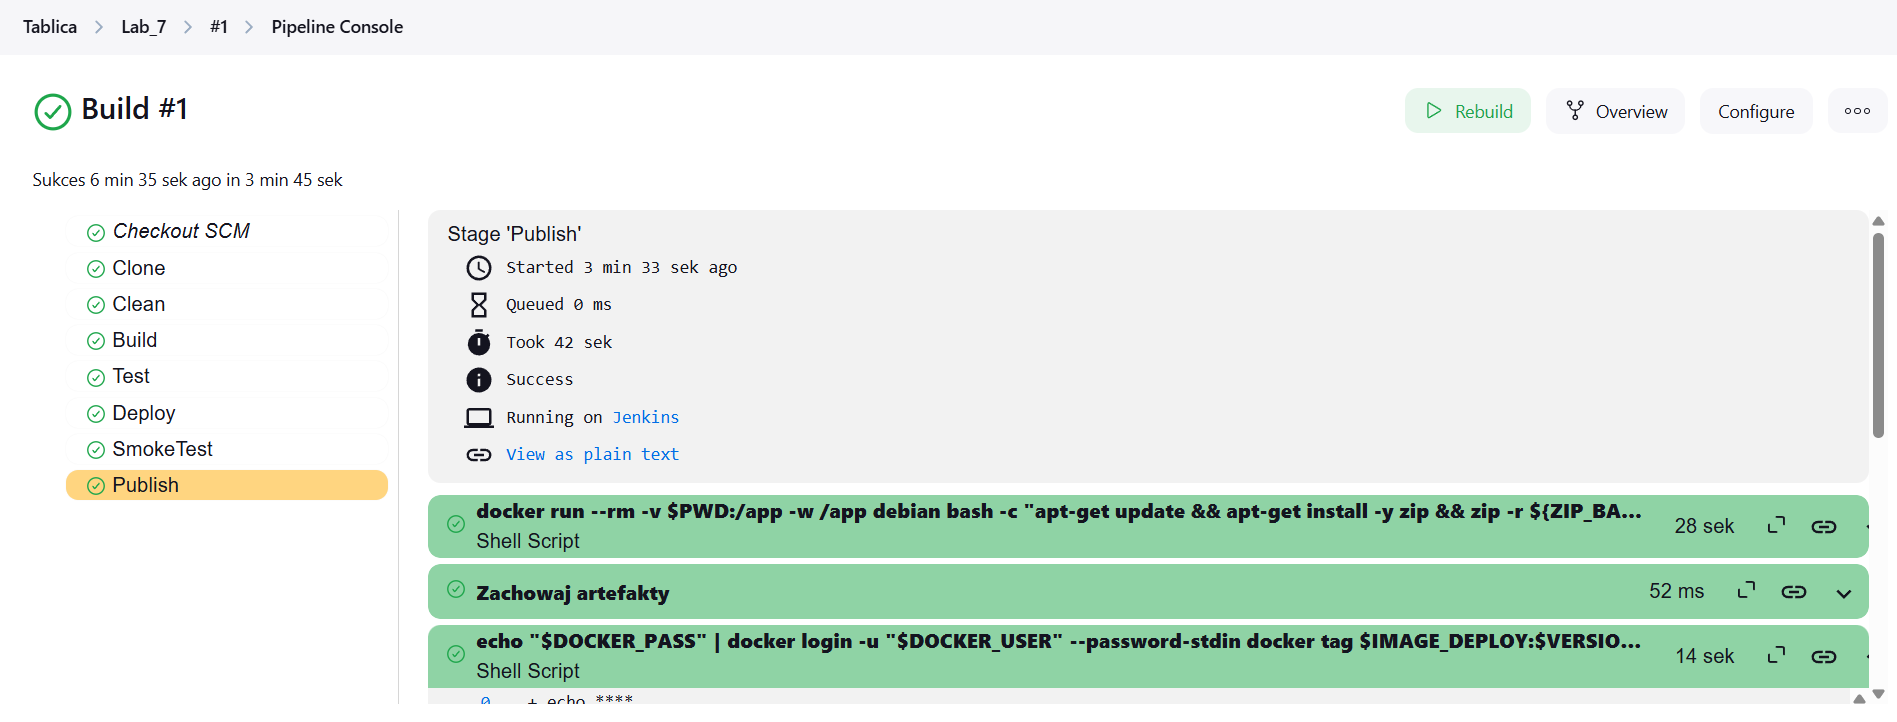 Tablica > Lab_7 > #1 > Pipeline Console
Build #1
Rebuild
Overview
Configure
Sukces 6 min 35 sek ago in 3 min 45 sek
Checkout SCM
Clone
Clean
Build
Test
Deploy
SmokeTest
Publish
Stage 'Publish'
Started 3 min 33 sek ago
Queued 0 ms
Took 42 sek
Success
Running on Jenkins
View as plain text
docker run --rm -v $PWD:/app -w /app debian bash -c "apt-get update && apt-get install -y zip && zip -r ${ZIP_BA...
Shell Script
28 sek
Zachowaj artefakty
52 ms
echo "$DOCKER_PASS" | docker login -u "$DOCKER_USER" --password-stdin docker tag $IMAGE_DEPLOY:$VERSIO...
Shell Script
14 sek
0 + echo ****